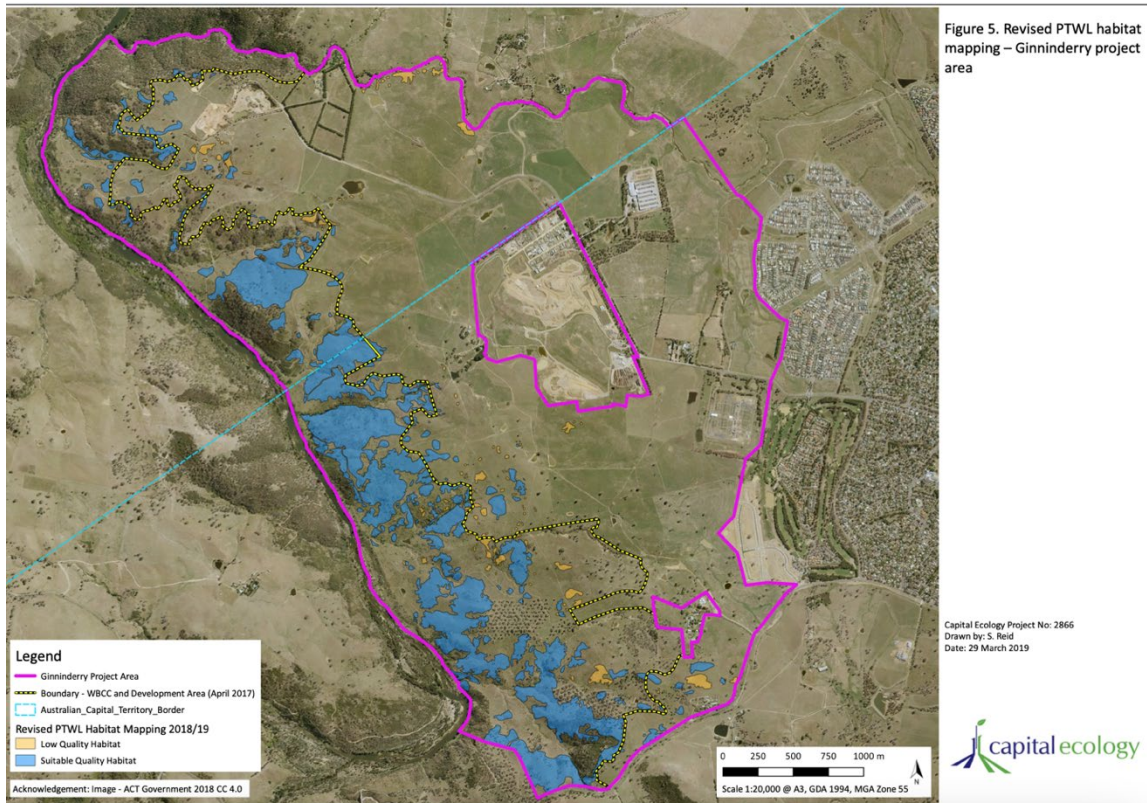 Figure 5. Revised PTWL habitat
mapping – Ginninderry project
area
Capital Ecology Project No: 2866
Drawn by: S. Reid
Date: 29 March 2019
Legend
Ginninderry Project Area
Boundary - WBCC and Development Area (April 2017)
Australian_Capital_Territory_Border
Revised PTWL Habitat Mapping 2018/19
Low Quality Habitat
Suitable Quality Habitat
Acknowledgement: Image - ACT Government 2018 CC 4.0
0 250 500 750 1000 m
N
Scale 1:20,000 @ A3, GDA 1994, MGA Zone 55
capitalecology